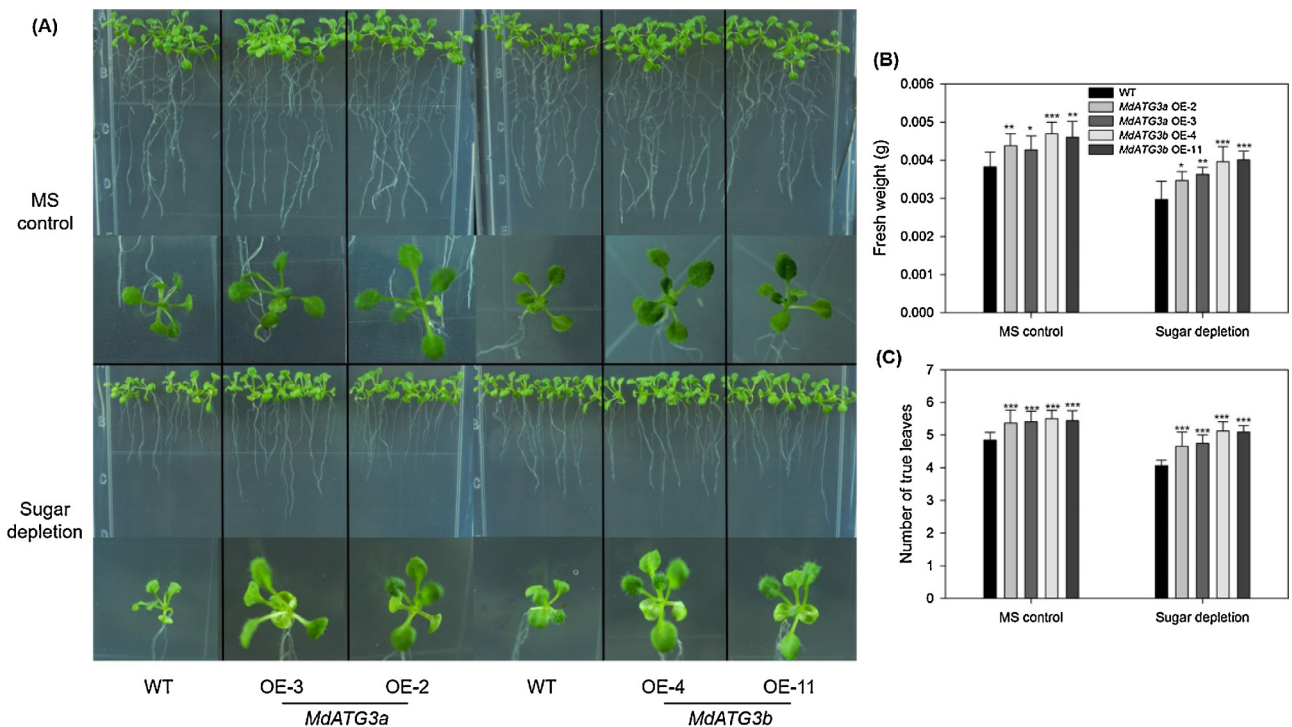 (A)
MS
control
Sugar
depletion
B
C
B
C
D
WT
OE-3
OE-2
WT
OE-4
OE-11
MdATG3a
MdATG3b
(B)
0.006
0.005
0.004
0.003
0.002
0.001
0.000
Fresh weight (g)
WT
MdATG3a OE-2
MdATG3a OE-3
MdATG3b OE-4
MdATG3b OE-11
** * *** **
* ** *** ***
MS control
Sugar depletion
(C)
7
6
5
4
3
2
1
0
Number of true leaves
*** *** *** ***
*** *** *** ***
MS control
Sugar depletion